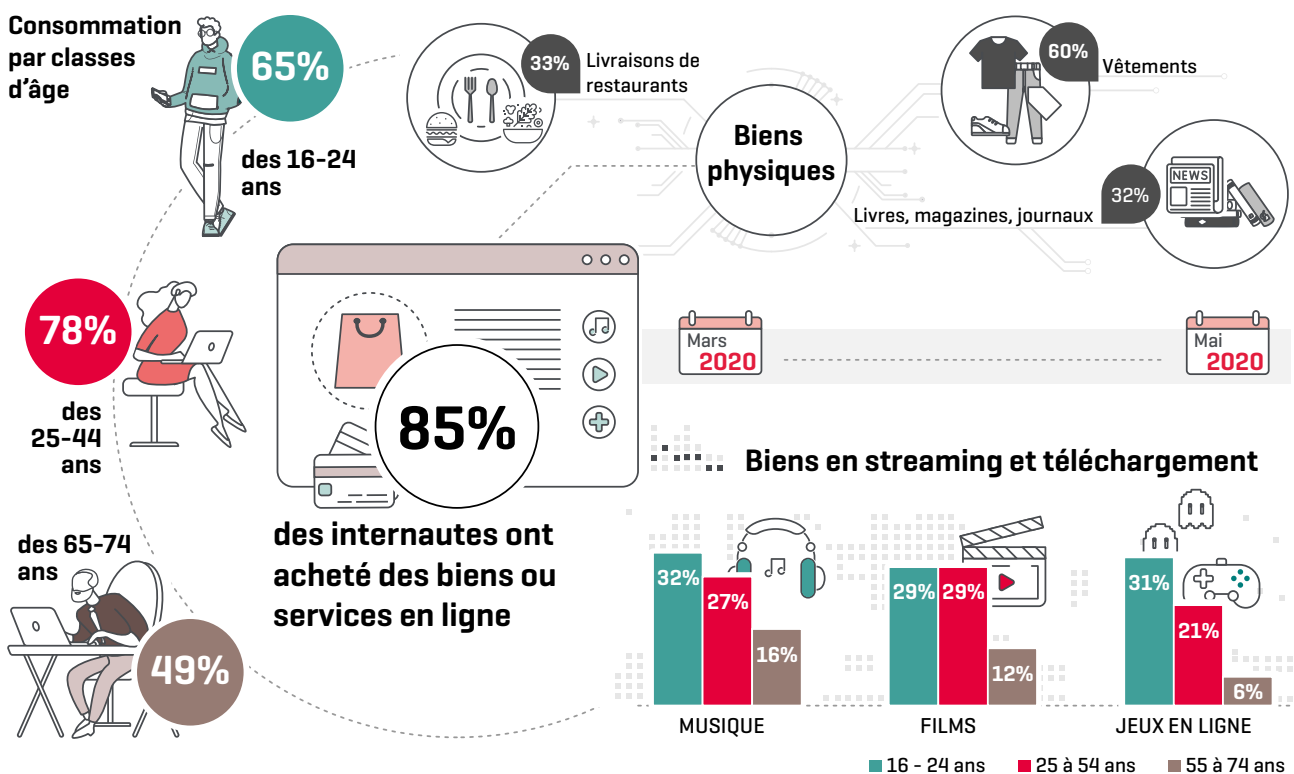 Consommation
par classes
d'âge
65%
des 16-24
ans
78%
des
25-44
ans
des 65-74
ans
49%
33%
Livraisons de
restaurants
Biens
physiques
60%
Vêtements
NEWS
32%
Livres, magazines, journaux
85%
des internautes ont
acheté des biens ou
services en ligne
Mars
2020
Mai
2020
Biens en streaming et téléchargement
32%
27%
16%
MUSIQUE
29%
29%
12%
FILMS
31%
21%
6%
JEUX EN LIGNE
16 - 24 ans
25 à 54 ans
55 à 74 ans